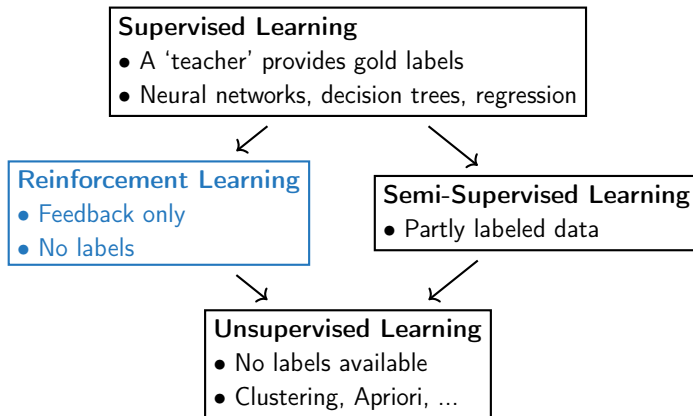 Supervised Learning
• A ‘teacher’ provides gold labels
• Neural networks, decision trees, regression
Reinforcement Learning
• Feedback only
• No labels
Semi-Supervised Learning
• Partly labeled data
Unsupervised Learning
• No labels available
• Clustering, Apriori, ...